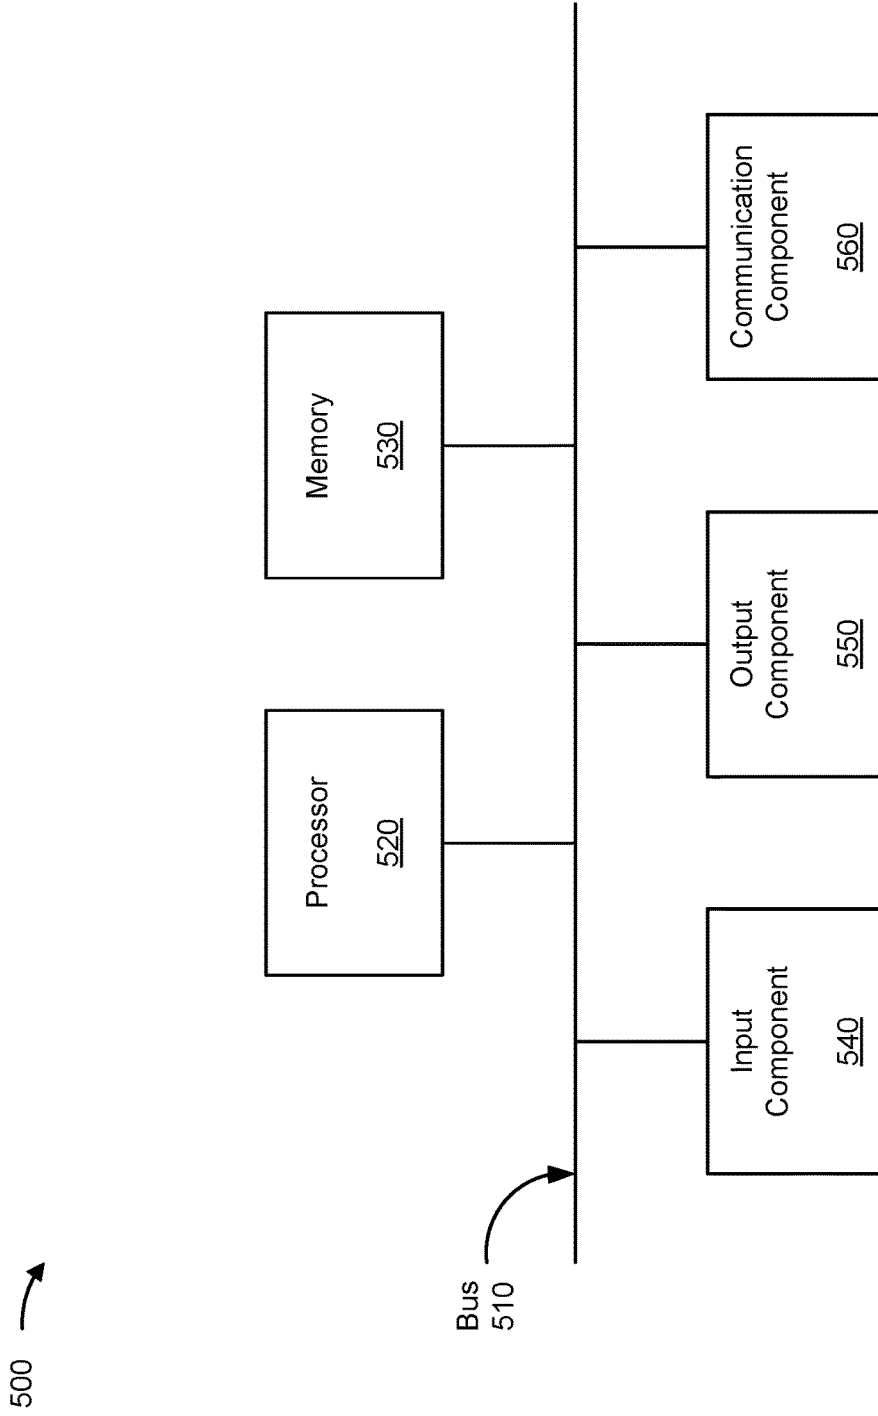 500
Processor
520
Memory
530
Bus
510
Input
Component
540
Output
Component
550
Communication
Component
560